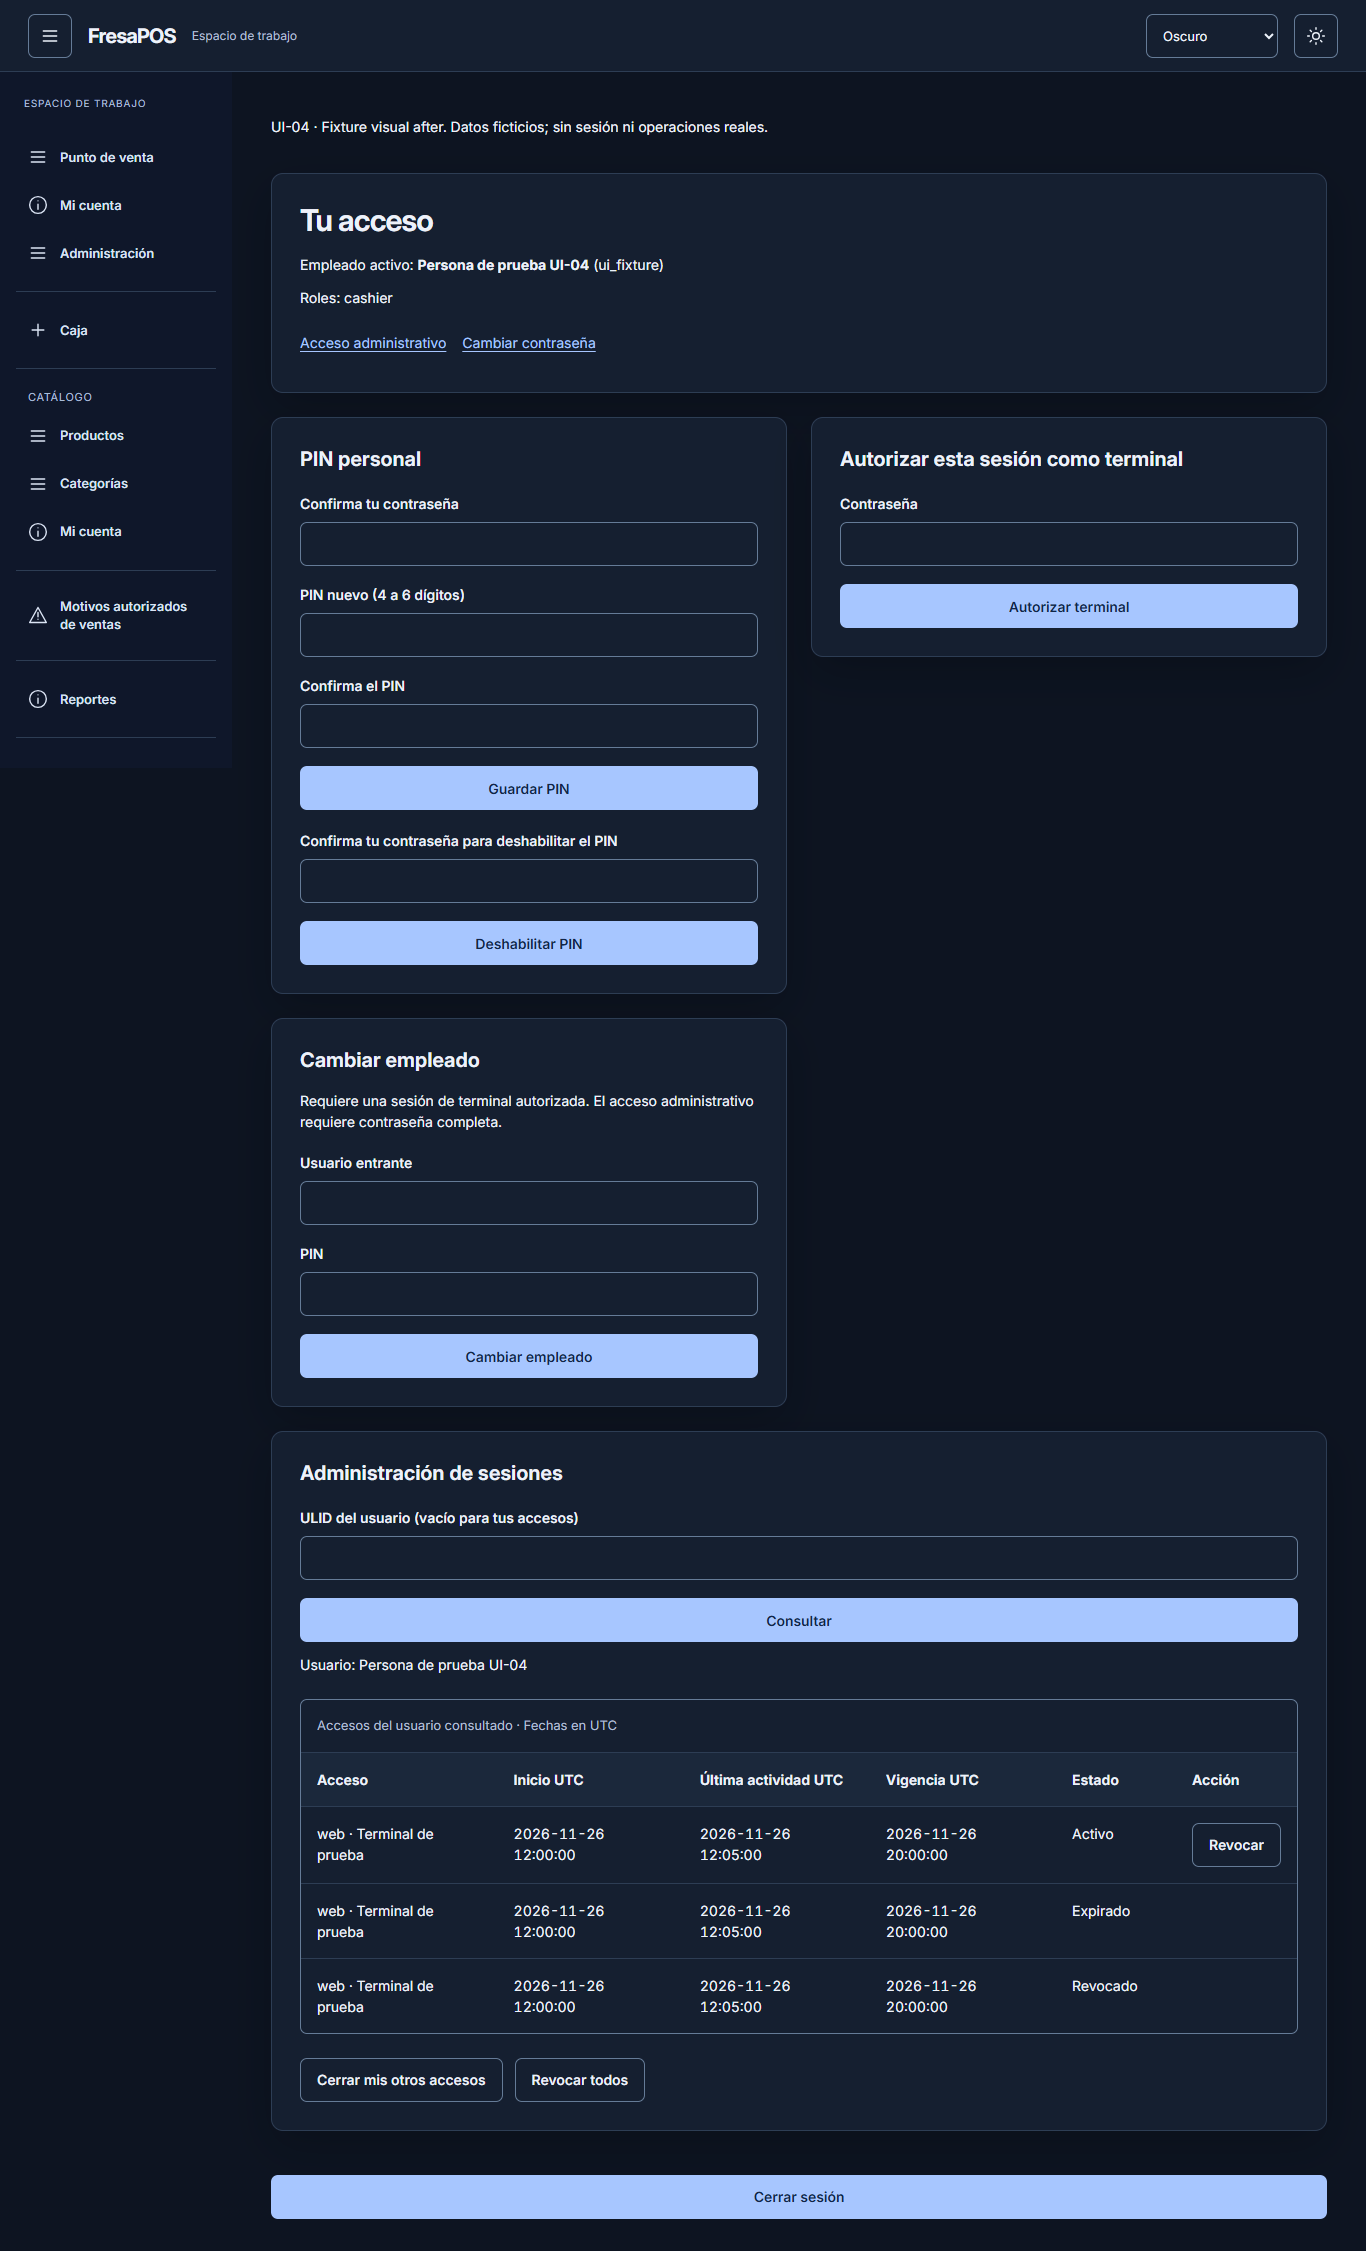 FresaPOS
Espacio de trabajo
Oscuro
ESPACIO DE TRABAJO
Punto de venta
Mi cuenta
Administración
Caja
CATÁLOGO
Productos
Categorías
Mi cuenta
Motivos autorizados
de ventas
Reportes
UI-04 · Fixture visual after. Datos ficticios; sin sesión ni operaciones reales.
Tu acceso
Empleado activo: Persona de prueba UI-04 (ui_fixture)
Roles: cashier
Acceso administrativo Cambiar contraseña
PIN personal
Confirma tu contraseña
PIN nuevo (4 a 6 dígitos)
Confirma el PIN
Guardar PIN
Confirma tu contraseña para deshabilitar el PIN
Deshabilitar PIN
Autorizar esta sesión como terminal
Contraseña
Autorizar terminal
Cambiar empleado
Requiere una sesión de terminal autorizada. El acceso administrativo
requiere contraseña completa.
Usuario entrante
PIN
Cambiar empleado
Administración de sesiones
ULID del usuario (vacío para tus accesos)
Consultar
Usuario: Persona de prueba UI-04
Accesos del usuario consultado · Fechas en UTC
Acceso Inicio UTC Última actividad UTC Vigencia UTC Estado Acción
web · Terminal de 2026-11-26 2026-11-26 2026-11-26 Activo Revocar
prueba 12:00:00 12:05:00 20:00:00
web · Terminal de 2026-11-26 2026-11-26 2026-11-26 Expirado
prueba 12:00:00 12:05:00 20:00:00
web · Terminal de 2026-11-26 2026-11-26 2026-11-26 Revocado
prueba 12:00:00 12:05:00 20:00:00
Cerrar mis otros accesos Revocar todos
Cerrar sesión